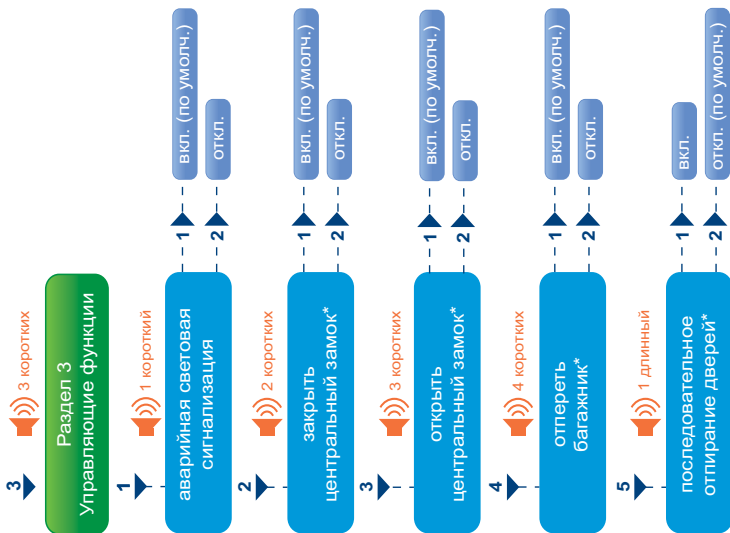 3
3 коротких
Раздел 3
Управляющие функции
1
1 короткий
аварийная световая
сигнализация
1
вкл. (по умолч.)
2
откл.
2
2 коротких
закрыть
центральный замок*
1
вкл. (по умолч.)
2
откл.
3
3 коротких
открыть
центральный замок*
1
вкл. (по умолч.)
2
откл.
4
4 коротких
отпереть
багажник*
1
вкл. (по умолч.)
2
откл.
5
1 длинный
последовательное
отпирание дверей*
1
вкл.
2
откл. (по умолч.)